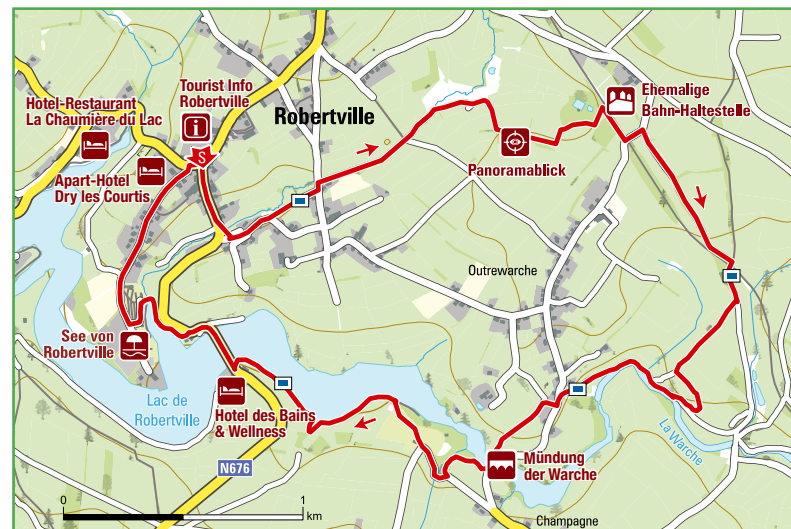 Tourist Info
Robertville
Hotel-Restaurant
La Chaumière du Lac
S
Robertville
Ehemalige
Bahn-Haltestelle
Apart-Hotel
Dry les Courtis
Panoramablick
Outrewarche
See von
Robertville
Lac de
Robertville
Hotel des Bains
& Wellness
La Warche
Mündung
der Warche
N676
0
1
km
Champagne